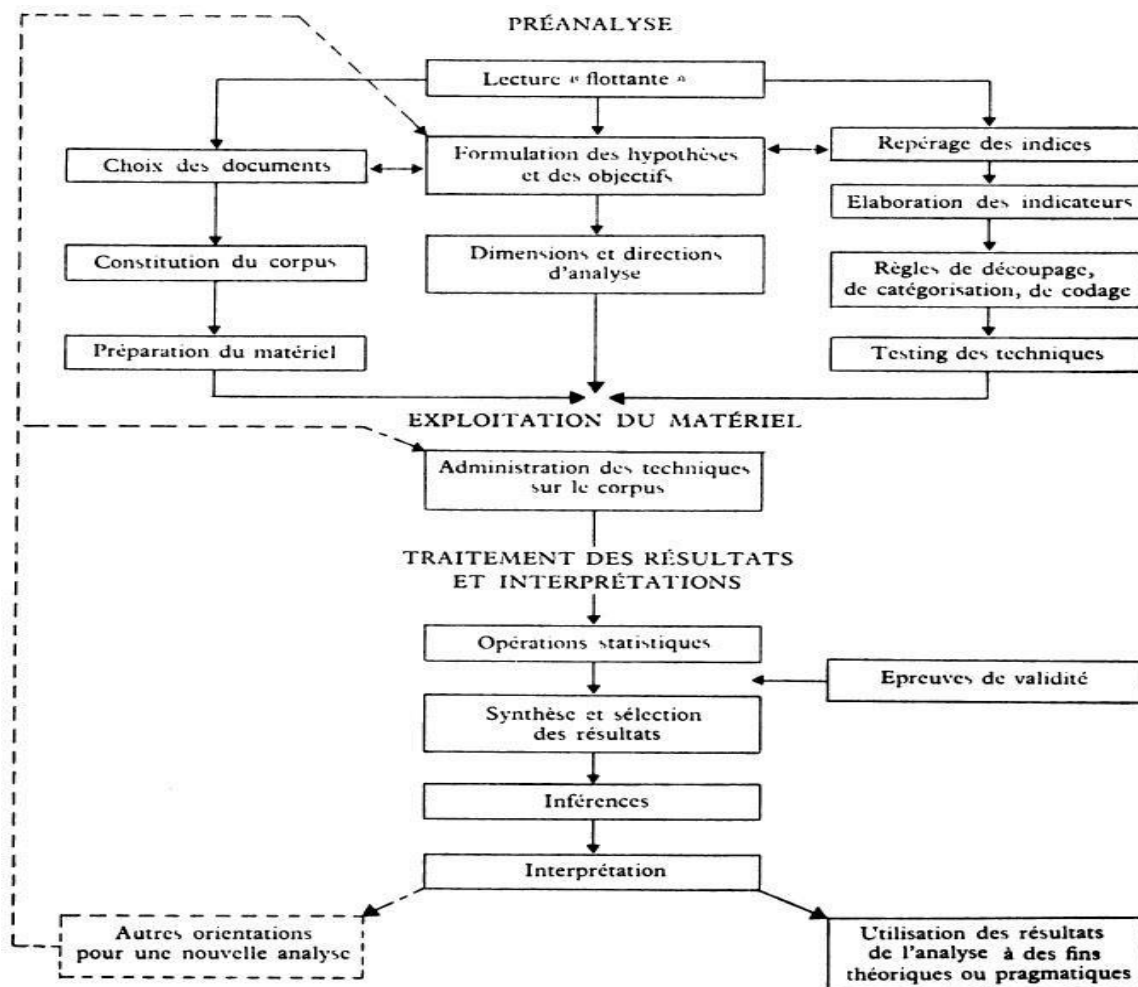 PRÉANALYSE
Lecture « flottante »
Choix des documents
Formulation des hypothèses
et des objectifs
Repérage des indices
Elaboration des indicateurs
Constitution du corpus
Dimensions et directions
d'analyse
Règles de découpage,
de catégorisation, de codage
Préparation du matériel
Testing des techniques
EXPLOITATION DU MATÉRIEL
Administration des techniques
sur le corpus
TRAITEMENT DES RÉSULTATS
ET INTERPRÉTATIONS
Opérations statistiques
Epreuves de validité
Synthèse et sélection
des résultats
Inférences
Interprétation
Autres orientations
pour une nouvelle analyse
Utilisation des résultats
de l'analyse à des fins
théoriques ou pragmatiques